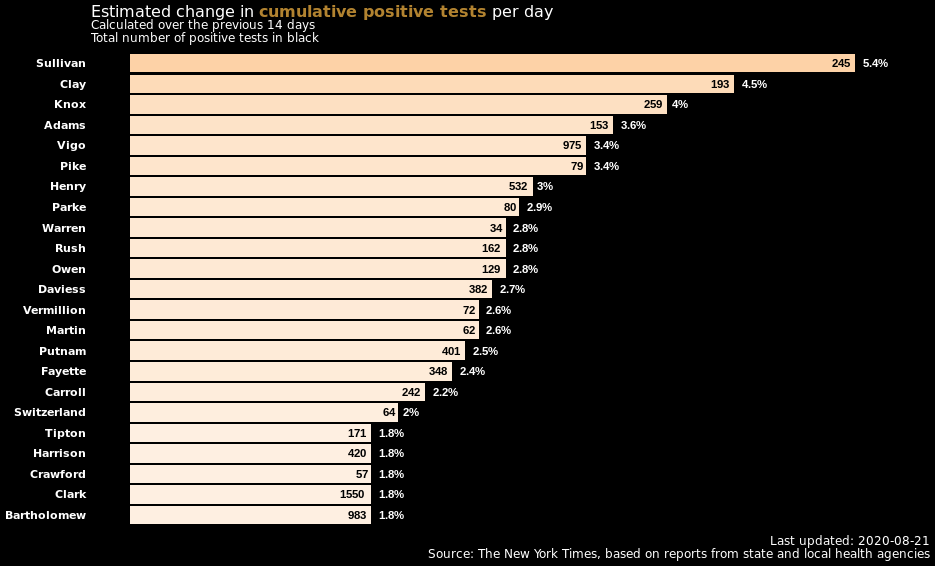 Estimated change in cumulative positive tests per day
Calculated over the previous 14 days
Total number of positive tests in black
Sullivan 245 5.4%
Clay 193 4.5%
Knox 259 4%
Adams 153 3.6%
Vigo 975 3.4%
Pike 79 3.4%
Henry 532 3%
Parke 80 2.9%
Warren 34 2.8%
Rush 162 2.8%
Owen 129 2.8%
Daviess 382 2.7%
Vermillion 72 2.6%
Martin 62 2.6%
Putnam 401 2.5%
Fayette 348 2.4%
Carroll 242 2.2%
Switzerland 64 2%
Tipton 171 1.8%
Harrison 420 1.8%
Crawford 57 1.8%
Clark 1550 1.8%
Bartholomew 983 1.8%
Last updated: 2020-08-21
Source: The New York Times, based on reports from state and local health agencies